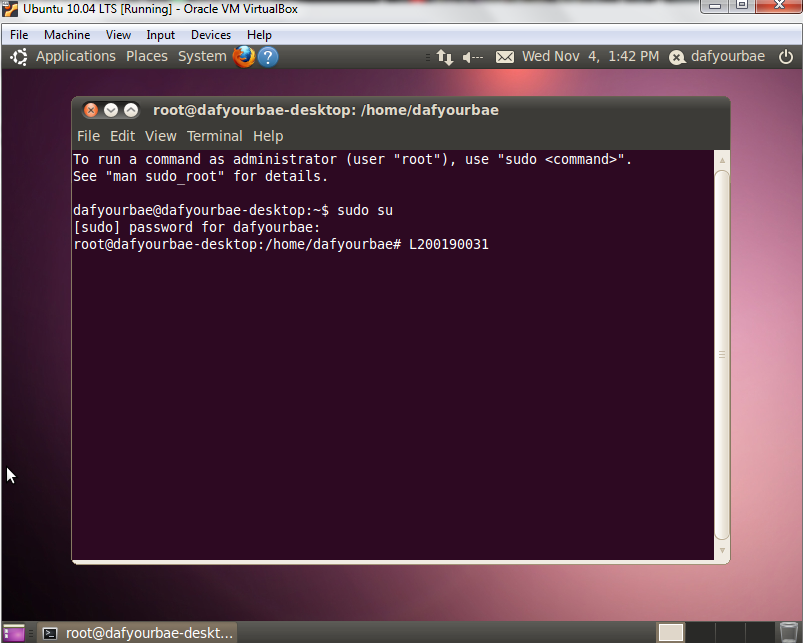 Ubuntu 10.04 LTS [Running] - Oracle VM VirtualBox
File Machine View Input Devices Help
Applications Places System ? Wed Nov 4, 1:42 PM dafyourbae
root@dafyourbae-desktop: /home/dafyourbae
File Edit View Terminal Help
To run a command as administrator (user "root"), use "sudo <command>".
See "man sudo_root" for details.
dafyourbae@dafyourbae-desktop:~$ sudo su
[sudo] password for dafyourbae:
root@dafyourbae-desktop:/home/dafyourbae# L200190031
root@dafyourbae-deskt...